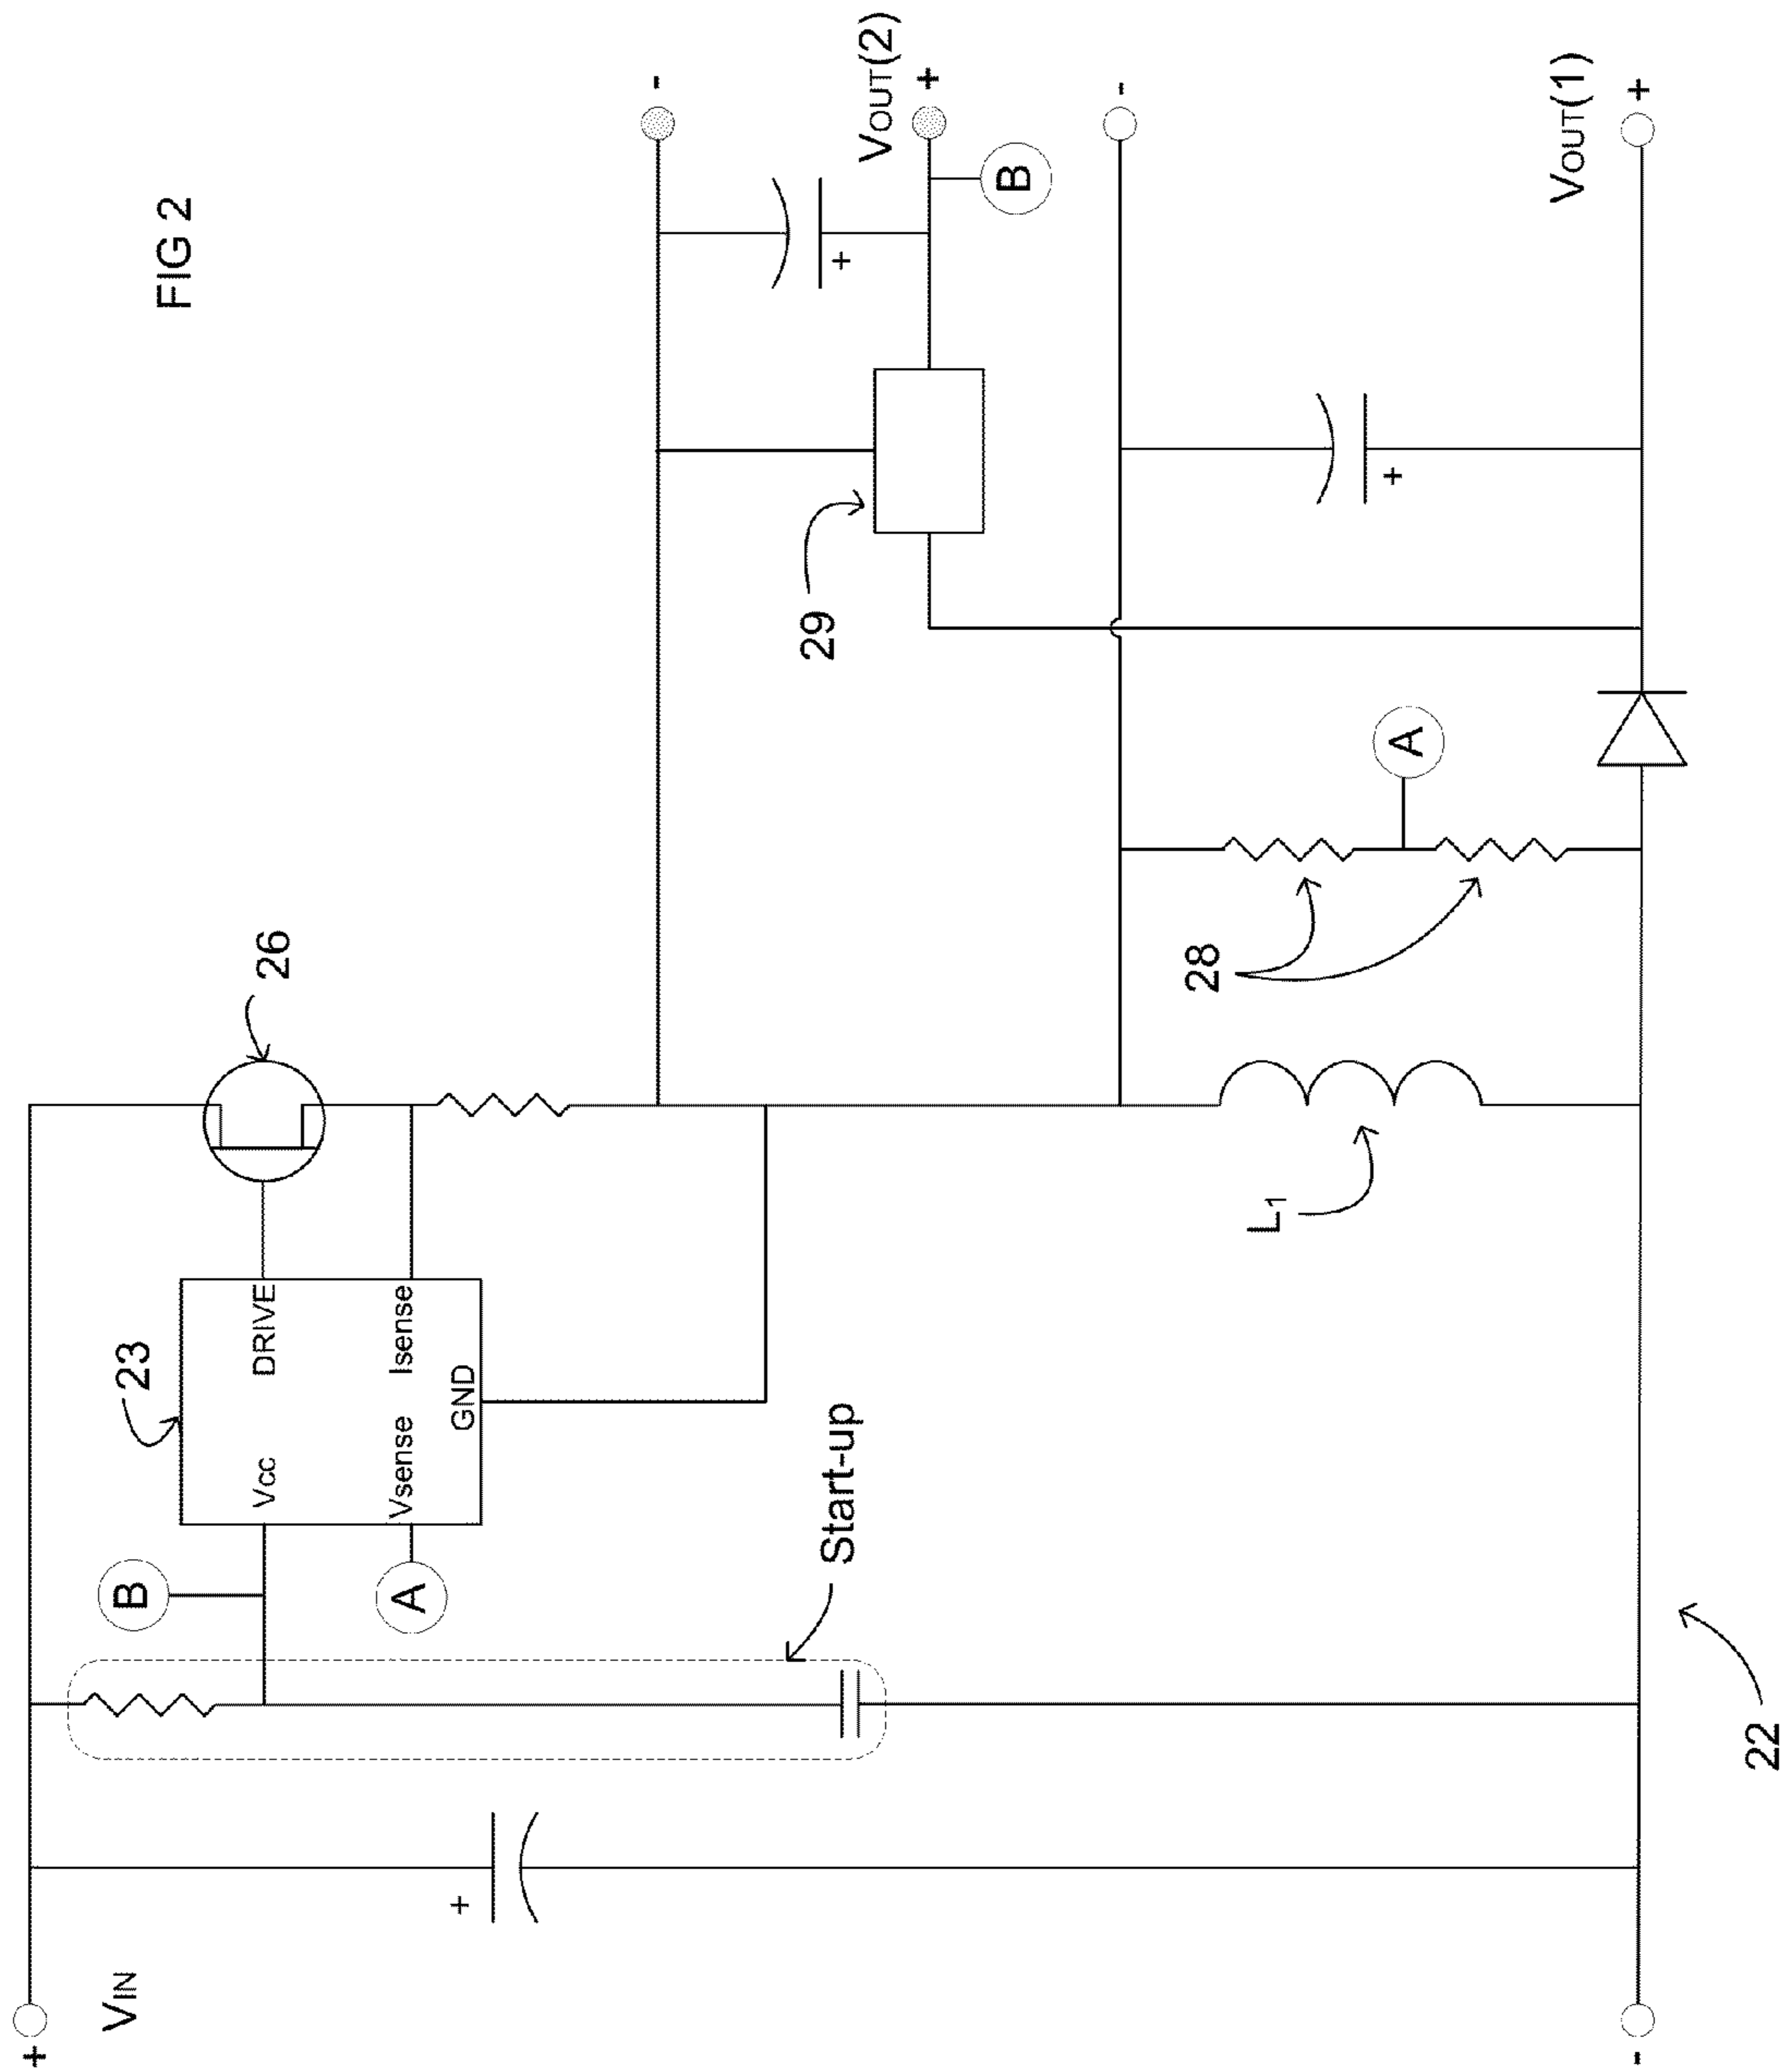 FIG 2
+
VIN
-
B
A
23
Vcc
DRIVE
Vsense
Isense
GND
26
Start-up
+
L1
28
A
29
+
B
-
VOUT(2)
+
-
+
VOUT(1)
+
22